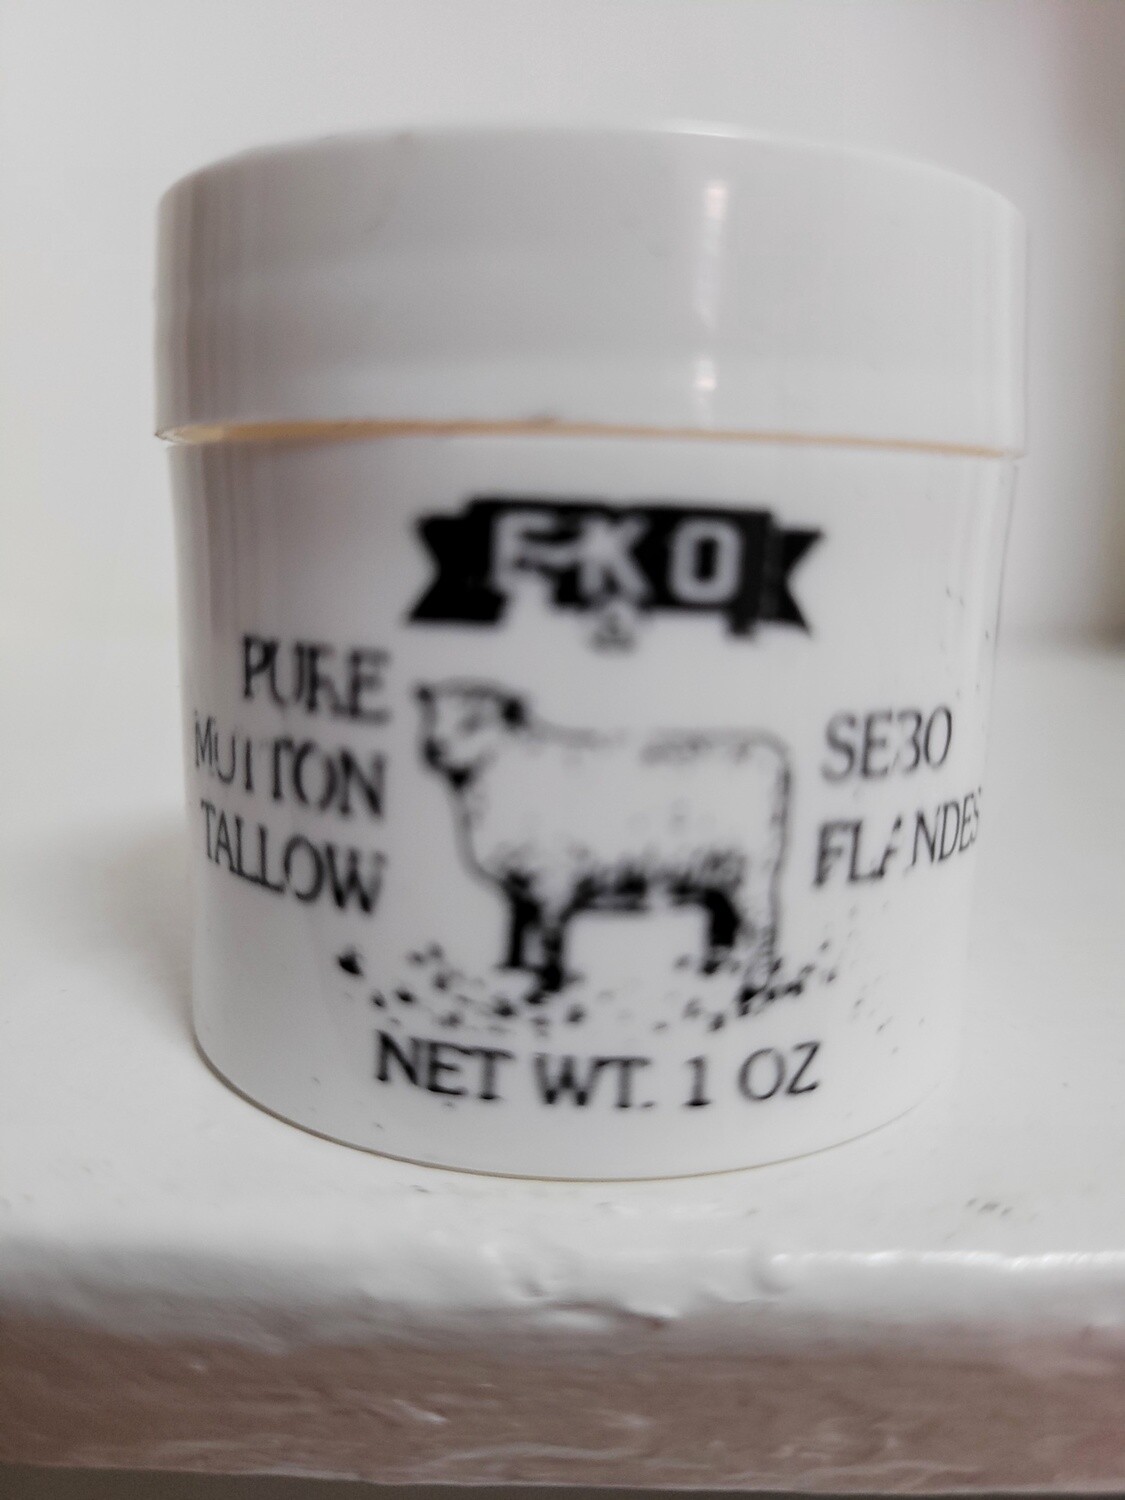 EKO
PURE
MUTTON
TALLOW
SEBO
FLANDES
NET WT. 1 OZ